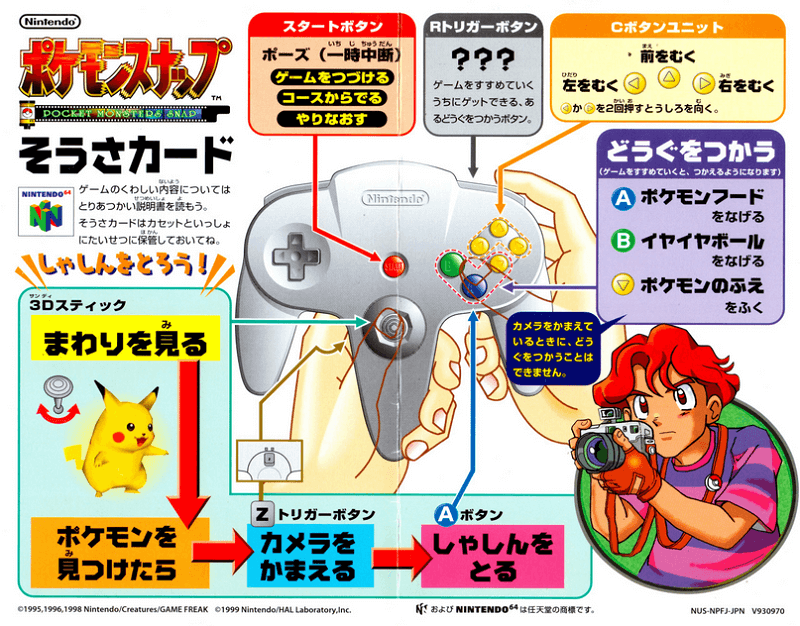 Nintendo
ポケモンスナップ™
POCKET MONSTERS SNAP
そうさカード
NINTENDO 64
ゲームのくわしい内容については
とりあつかい説明書を読もう。
そうさカードはカセットといっしょ
にたいせつに保管しておいてね。
しゃしんをとろう!
スタートボタン
ポーズ(一時中断)
ゲームをつづける
コースからでる
やりなおす
Rトリガーボタン
???
ゲームをすすめていく
うちにゲットできる、あ
るどうぐをつかうボタン。
Cボタンユニット
前をむく
左をむく
右をむく
◁か▷を2回押すとうしろを向く。
どうぐをつかう
(ゲームをすすめていくと、つかえるようになります)
A ポケモンフード
をなげる
B イヤイヤボール
をなげる
▽ ポケモンのふえ
をふく
カメラをかまえて
いるときに、どう
ぐをつかうことは
できません。
Nintendo
3Dスティック
まわりを見る
ポケモンを
見つけたら
Z トリガーボタン
カメラを
かまえる
A ボタン
しゃしんを
とる
©1995,1996,1998 Nintendo/Creatures/GAME FREAK ©1999 Nintendo/HAL Laboratory,Inc.
および NINTENDO 64 は任天堂の商標です。
NUS-NPFJ-JPN V930970